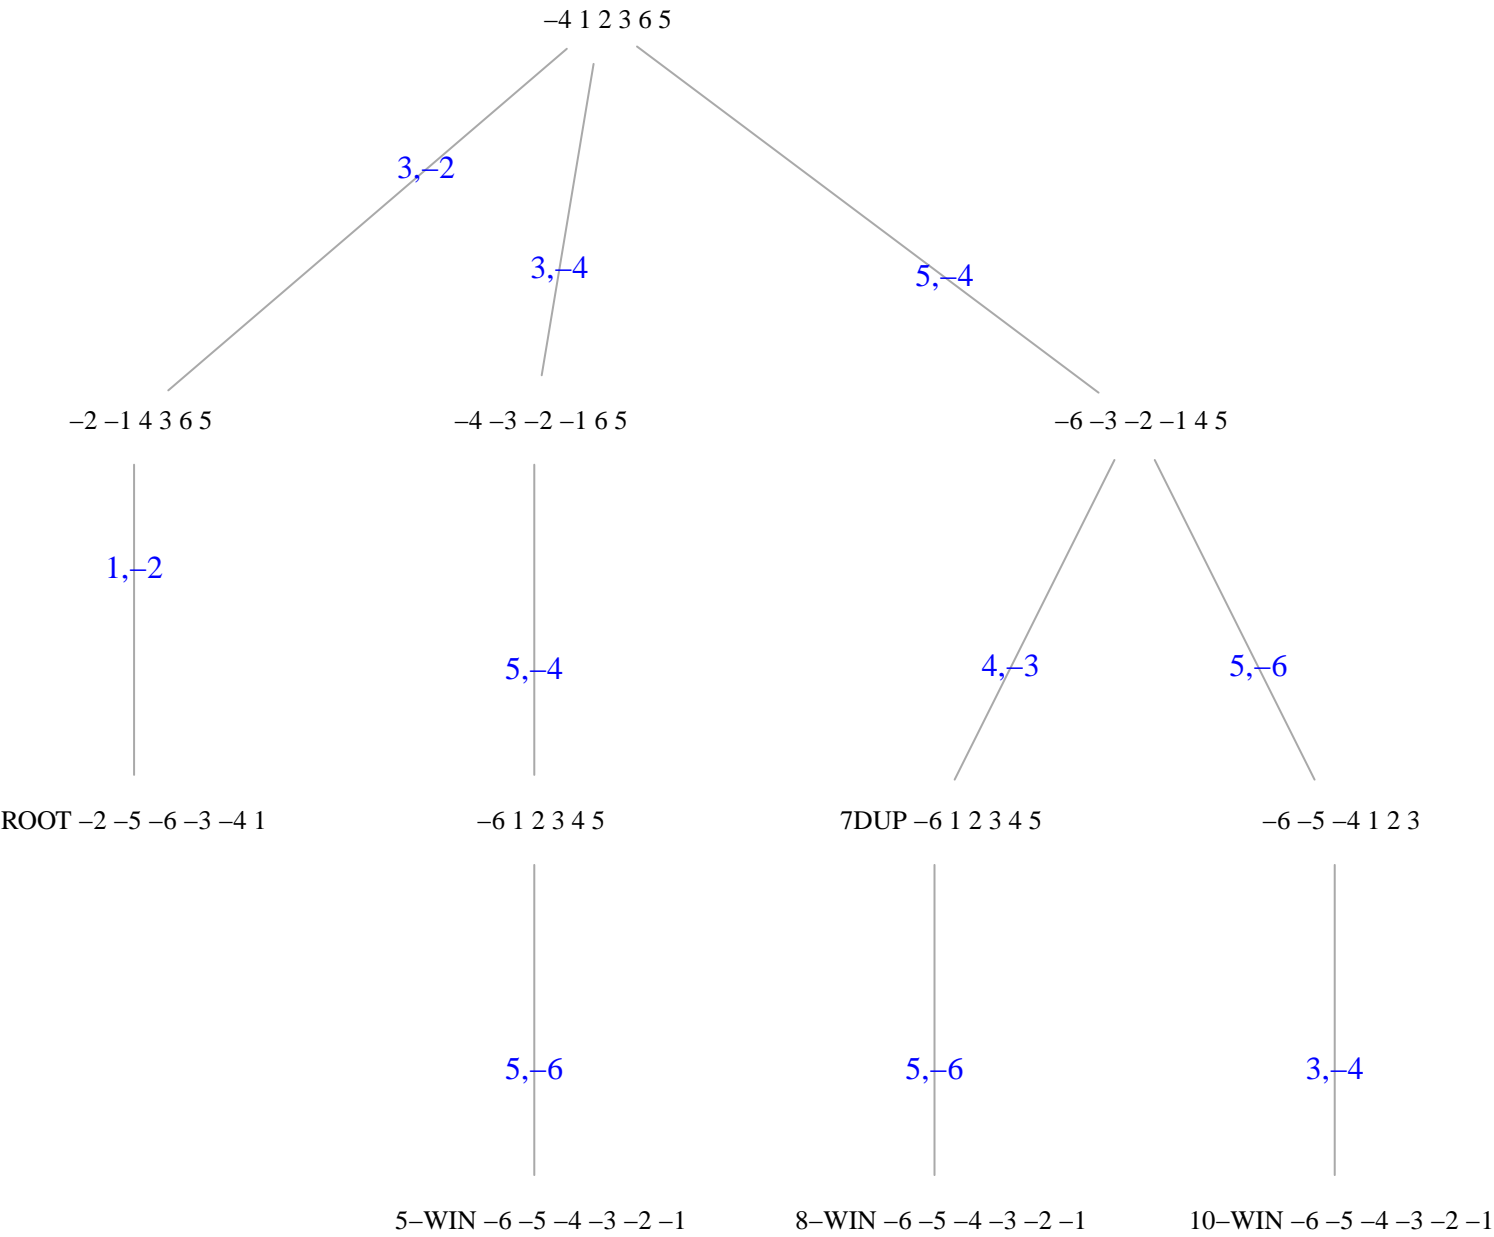 –4 1 2 3 6 5
3,–2
3,–4
5,–4
–2 –1 4 3 6 5
–4 –3 –2 –1 6 5
–6 –3 –2 –1 4 5
1,–2
5,–4
4,–3
5,–6
ROOT –2 –5 –6 –3 –4 1
–6 1 2 3 4 5
7DUP –6 1 2 3 4 5
–6 –5 –4 1 2 3
5,–6
5,–6
3,–4
5–WIN –6 –5 –4 –3 –2 –1
8–WIN –6 –5 –4 –3 –2 –1
10–WIN –6 –5 –4 –3 –2 –1